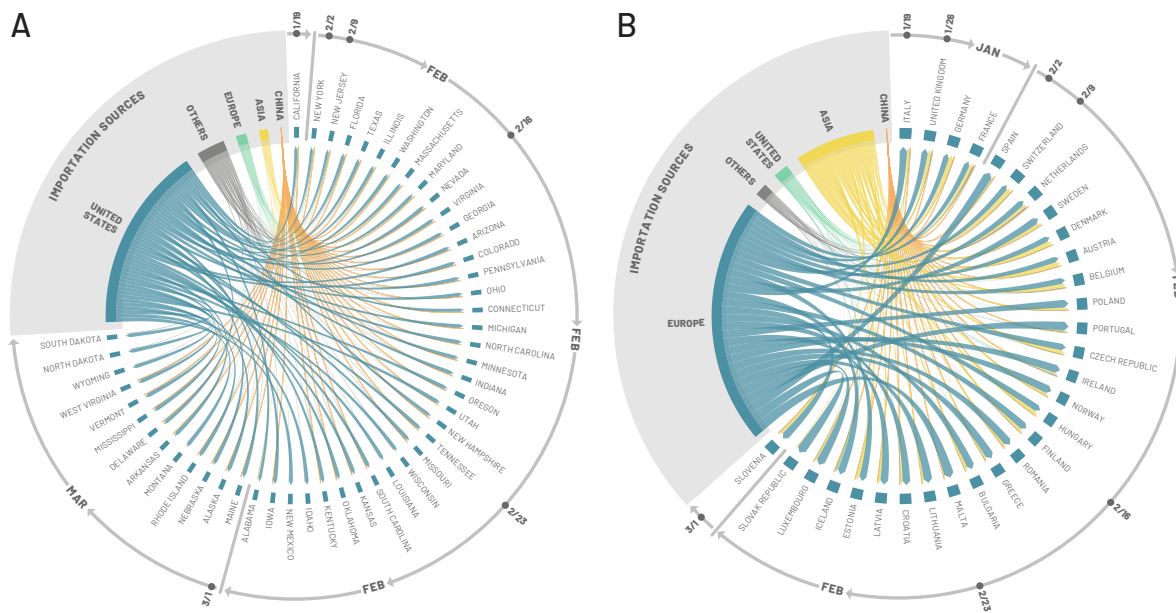 A
1/19
2/2
2/9
FEB
2/16
FEB
2/23
FEB
3/1
MAR
IMPORTATION SOURCES
UNITED STATES
OTHERS
EUROPE
ASIA
CHINA
CALIFORNIA
NEW YORK
NEW JERSEY
FLORIDA
TEXAS
ILLINOIS
WASHINGTON
MASSACHUSETTS
MARYLAND
NEVADA
VIRGINIA
GEORGIA
ARIZONA
COLORADO
PENNSYLVANIA
OHIO
CONNECTICUT
MICHIGAN
NORTH CAROLINA
MINNESOTA
INDIANA
OREGON
UTAH
NEW HAMPSHIRE
TENNESSEE
MISSOURI
WISCONSIN
LOUISIANA
SOUTH CAROLINA
KANSAS
OKLAHOMA
KENTUCKY
IDAHO
NEW MEXICO
IOWA
ALABAMA
MAINE
ALASKA
NEBRASKA
RHODE ISLAND
MONTANA
ARKANSAS
DELAWARE
MISSISSIPPI
VERMONT
WEST VIRGINIA
WYOMING
NORTH DAKOTA
SOUTH DAKOTA
B
1/19
1/26
JAN
2/2
2/9
2/16
2/23
FEB
3/1
IMPORTATION SOURCES
EUROPE
OTHERS
UNITED STATES
ASIA
CHINA
ITALY
UNITED KINGDOM
GERMANY
FRANCE
SPAIN
SWITZERLAND
NETHERLANDS
SWEDEN
DENMARK
AUSTRIA
BELGIUM
POLAND
PORTUGAL
CZECH REPUBLIC
IRELAND
NORWAY
HUNGARY
FINLAND
ROMANIA
GREECE
BULGARIA
MALTA
LITHUANIA
CROATIA
LATVIA
ESTONIA
ICELAND
LUXEMBOURG
SLOVAK REPUBLIC
SLOVENIA